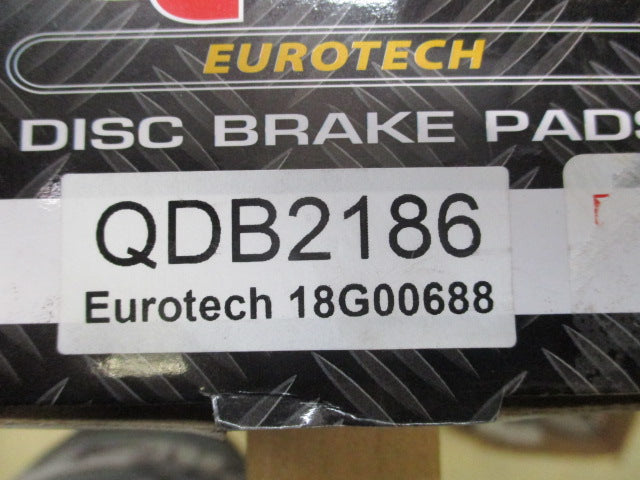 EUROTECH
DISC BRAKE PADS
QDB2186
Eurotech 18G00688